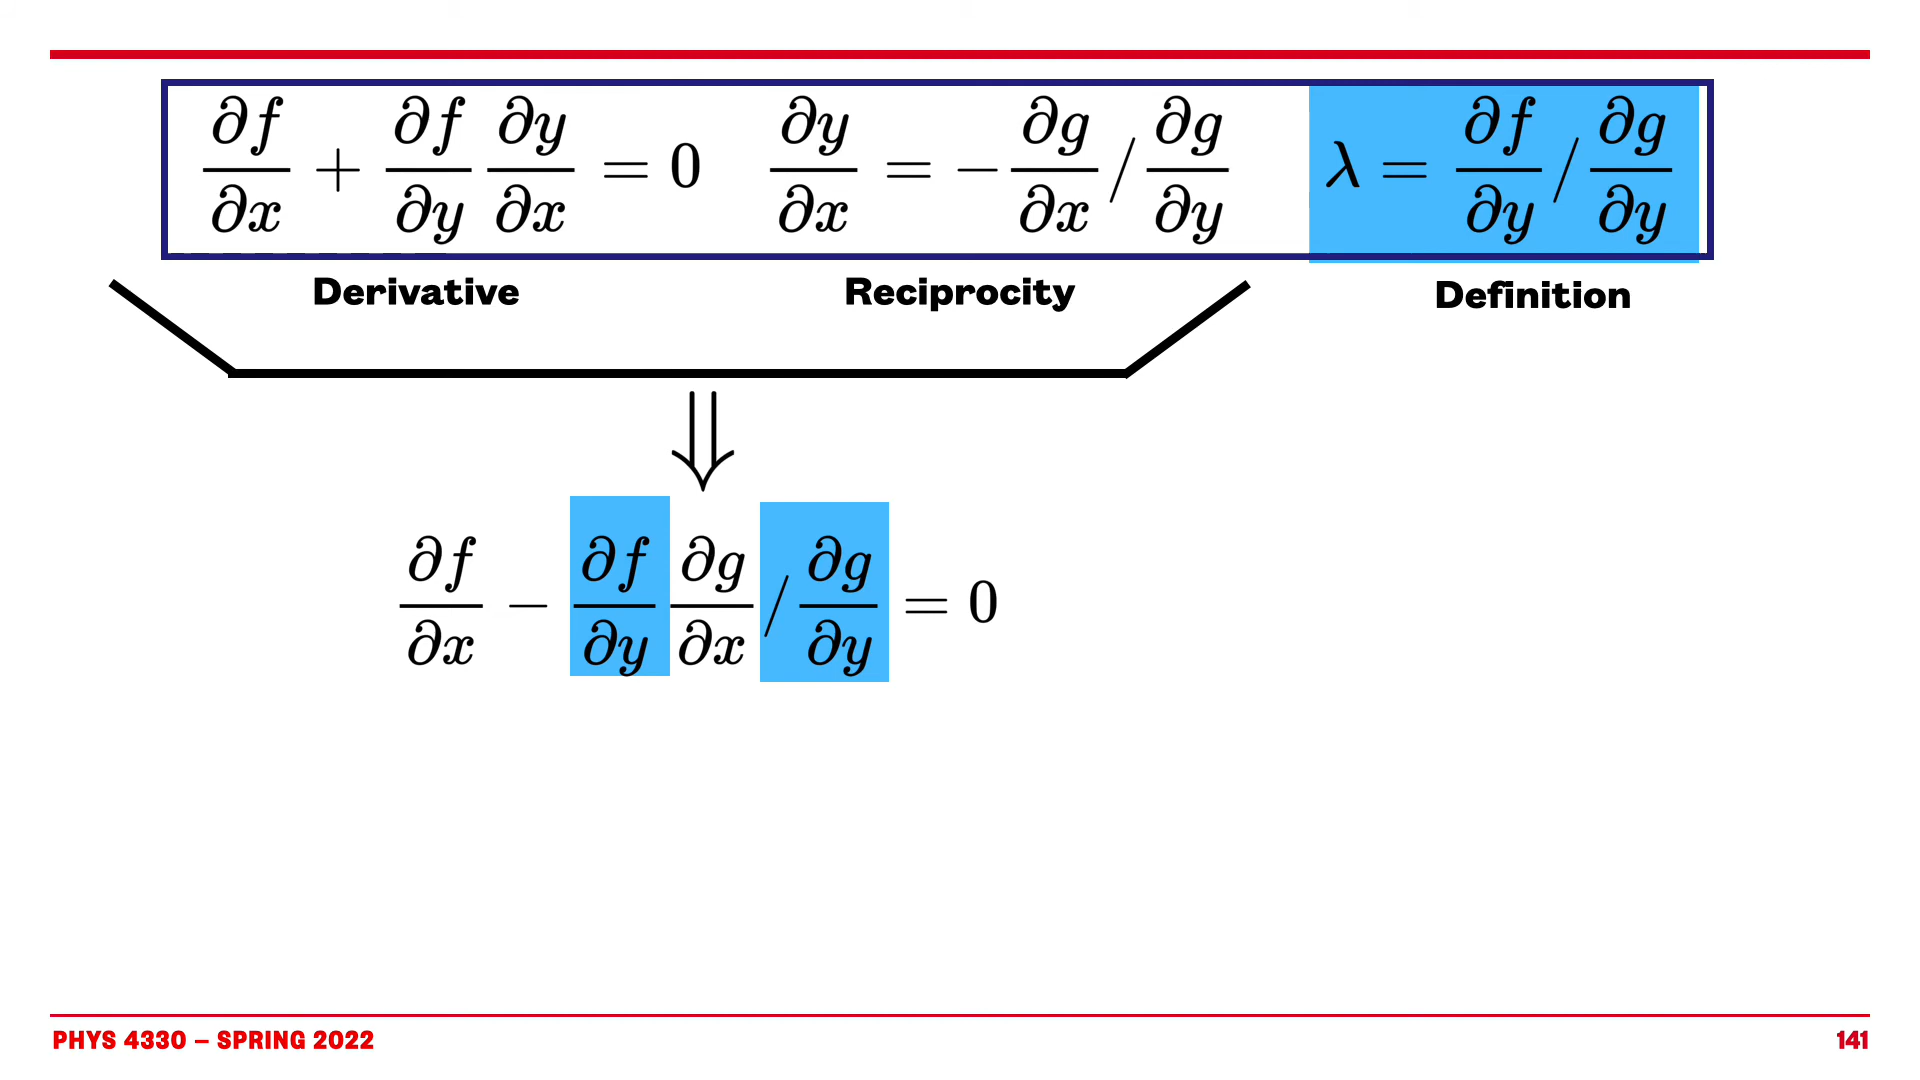 ∂f/∂x + ∂f/∂y ∂y/∂x = 0    ∂y/∂x = − ∂g/∂x / ∂g/∂y    λ = ∂f/∂y / ∂g/∂y
Derivative    Reciprocity    Definition
⇓
∂f/∂x − ∂f/∂y ∂g/∂x / ∂g/∂y = 0
PHYS 4330 – SPRING 2022    141